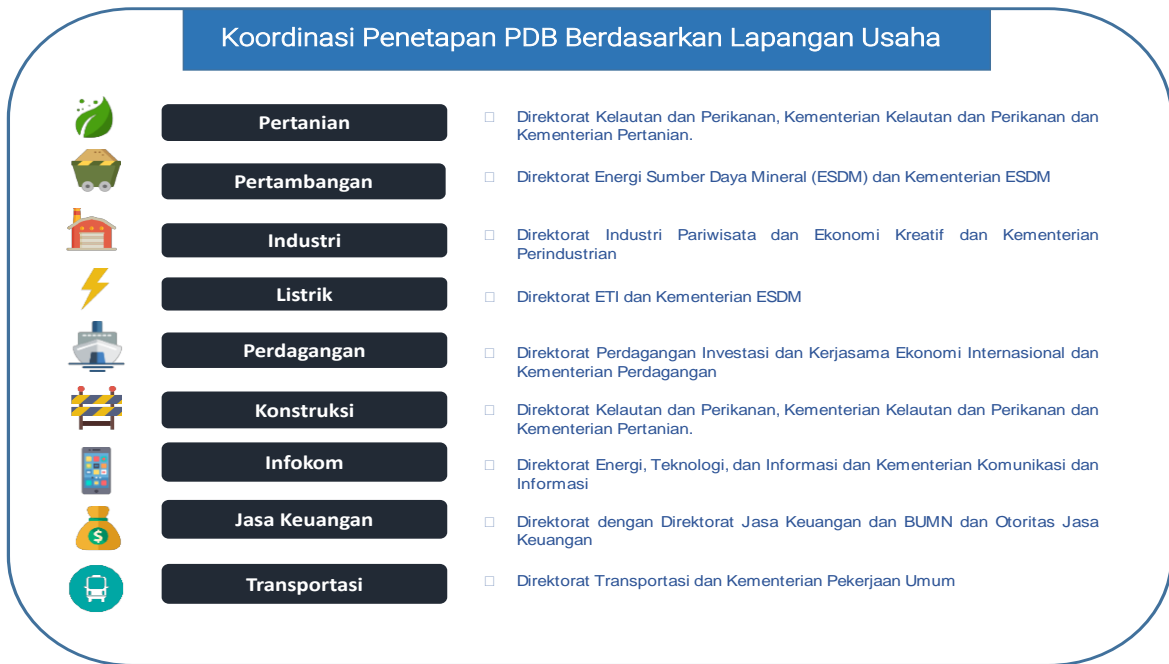 Koordinasi Penetapan PDB Berdasarkan Lapangan Usaha
Pertanian
Direktorat Kelautan dan Perikanan, Kementerian Kelautan dan Perikanan dan
Kementerian Pertanian.
Pertambangan
Direktorat Energi Sumber Daya Mineral (ESDM) dan Kementerian ESDM
Industri
Direktorat Industri Pariwisata dan Ekonomi Kreatif dan Kementerian
Perindustrian
Listrik
Direktorat ETI dan Kementerian ESDM
Perdagangan
Direktorat Perdagangan Investasi dan Kerjasama Ekonomi Internasional dan
Kementerian Perdagangan
Konstruksi
Direktorat Kelautan dan Perikanan, Kementerian Kelautan dan Perikanan dan
Kementerian Pertanian.
Infokom
Direktorat Energi, Teknologi, dan Informasi dan Kementerian Komunikasi dan
Informasi
Jasa Keuangan
Direktorat dengan Direktorat Jasa Keuangan dan BUMN dan Otoritas Jasa
Keuangan
Transportasi
Direktorat Transportasi dan Kementerian Pekerjaan Umum